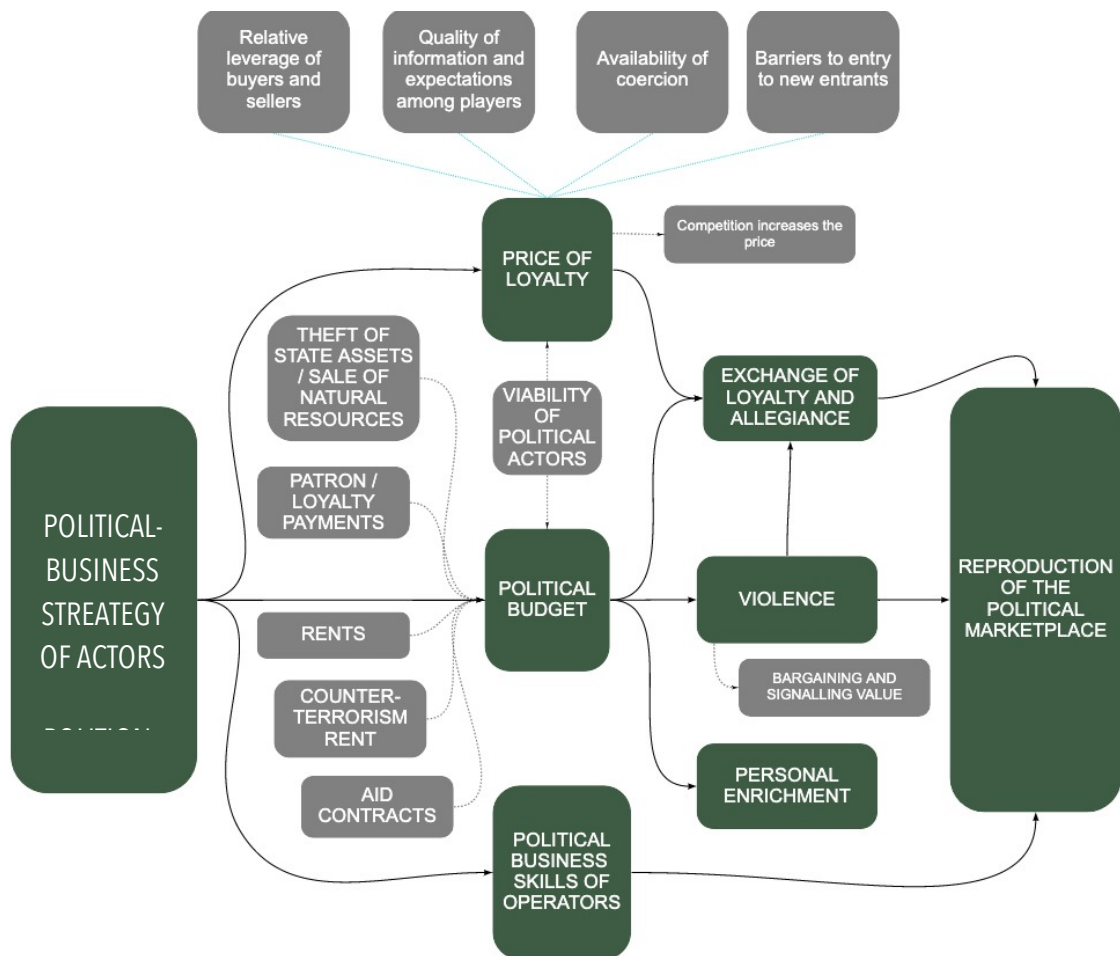 Relative
leverage of
buyers and
sellers
Quality of
information and
expectations
among players
Availability of
coercion
Barriers to entry
to new entrants
PRICE OF
LOYALTY
Competition increases the
price
THEFT OF
STATE ASSETS
/ SALE OF
NATURAL
RESOURCES
VIABILITY
OF
POLITICAL
ACTORS
EXCHANGE OF
LOYALTY AND
ALLEGIANCE
PATRON /
LOYALTY
PAYMENTS
POLITICAL-
BUSINESS
STREATEGY
OF ACTORS
POLITICAL
BUDGET
VIOLENCE
REPRODUCTION
OF THE
POLITICAL
MARKETPLACE
RENTS
BARGAINING AND
SIGNALLING VALUE
COUNTER-
TERRORISM
RENT
PERSONAL
ENRICHMENT
AID
CONTRACTS
POLITICAL
BUSINESS
SKILLS OF
OPERATORS